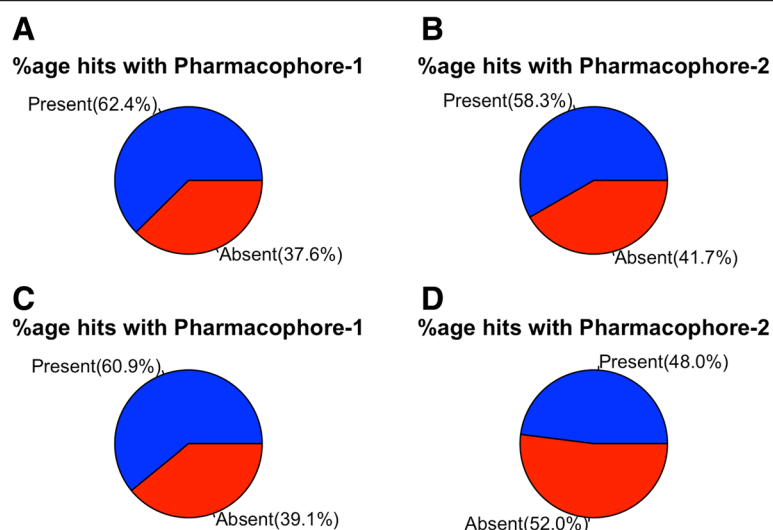 A
%age hits with Pharmacophore-1
Present(62.4%)
Absent(37.6%)
B
%age hits with Pharmacophore-2
Present(58.3%)
Absent(41.7%)
C
%age hits with Pharmacophore-1
Present(60.9%)
Absent(39.1%)
D
%age hits with Pharmacophore-2
Present(48.0%)
Absent(52.0%)